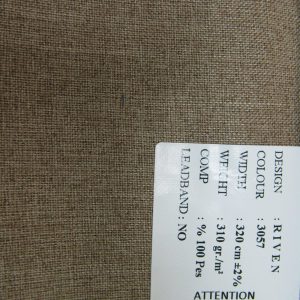 DESIGN : RIVEN
COLOUR : 3057
WIDTH : 320 cm ±2%
WEIGHT : 310 gr./m²
COMP : % 100 Pes
LEADBAND : NO
ATTENTION